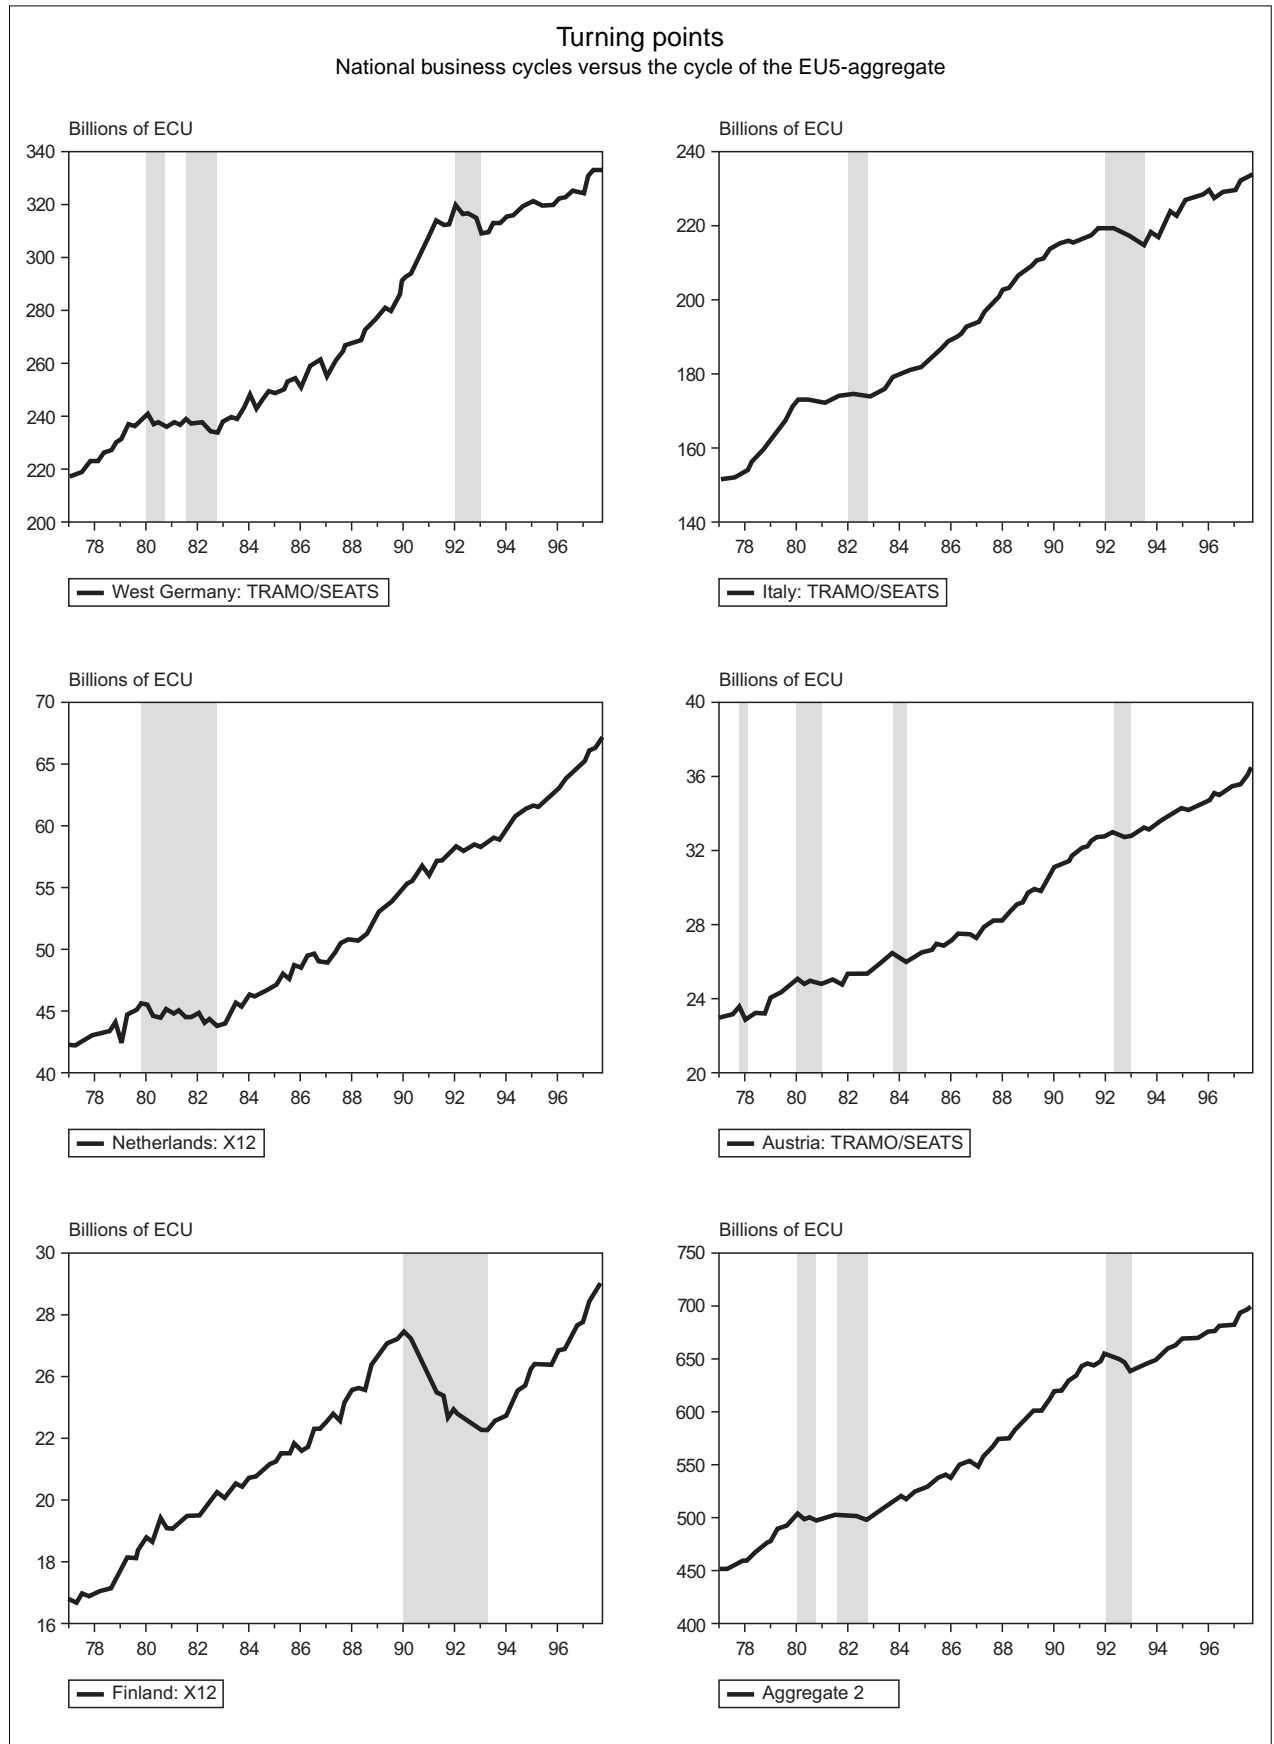 Turning points
National business cycles versus the cycle of the EU5-aggregate
Billions of ECU
340
320
300
280
260
240
220
200
78 80 82 84 86 88 90 92 94 96
West Germany: TRAMO/SEATS
Billions of ECU
240
220
200
180
160
140
78 80 82 84 86 88 90 92 94 96
Italy: TRAMO/SEATS
Billions of ECU
70
65
60
55
50
45
40
78 80 82 84 86 88 90 92 94 96
Netherlands: X12
Billions of ECU
40
36
32
28
24
20
78 80 82 84 86 88 90 92 94 96
Austria: TRAMO/SEATS
Billions of ECU
30
28
26
24
22
20
18
16
78 80 82 84 86 88 90 92 94 96
Finland: X12
Billions of ECU
750
700
650
600
550
500
450
400
78 80 82 84 86 88 90 92 94 96
Aggregate 2